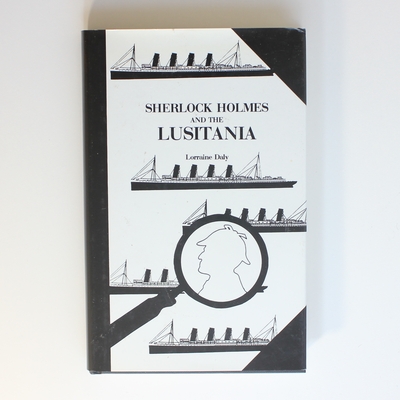 SHERLOCK HOLMES
AND THE
LUSITANIA
Lorraine Daly